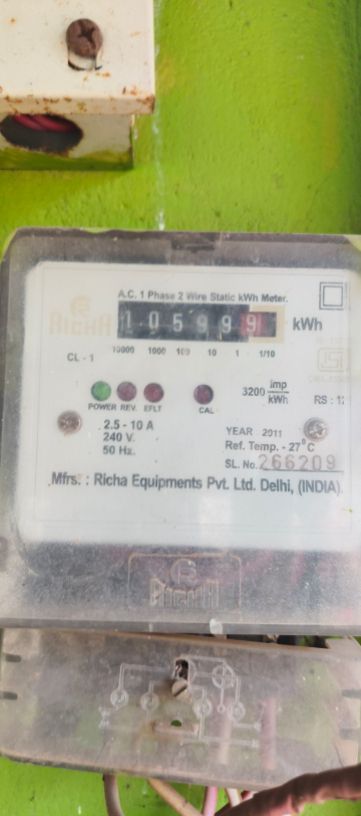 A.C. 1 Phase 2 Wire Static kWh Meter.
RICHA 105999 kWh
CL - 1 10000 1000 100 10 1 1/10
POWER REV. EFLT CAL 3200 imp/kWh RS : 12
2.5 - 10 A
240 V.
50 Hz.
YEAR 2011
Ref. Temp. - 27°C
SL. No. 266209
Mfrs. : Richa Equipments Pvt. Ltd. Delhi, (INDIA)
RICHA